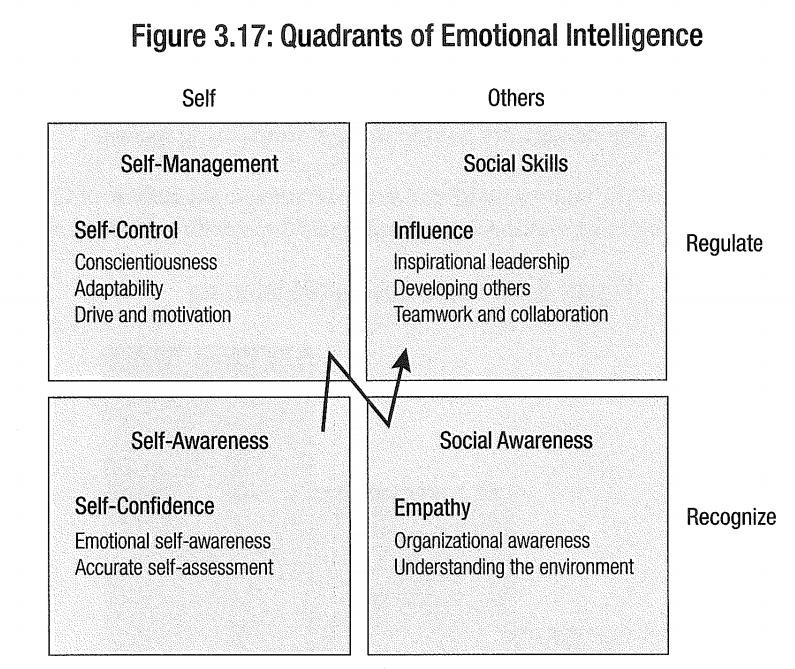 Figure 3.17: Quadrants of Emotional Intelligence
Self
Others
Self-Management
Self-Control
Conscientiousness
Adaptability
Drive and motivation
Social Skills
Influence
Inspirational leadership
Developing others
Teamwork and collaboration
Regulate
Self-Awareness
Self-Confidence
Emotional self-awareness
Accurate self-assessment
Social Awareness
Empathy
Organizational awareness
Understanding the environment
Recognize